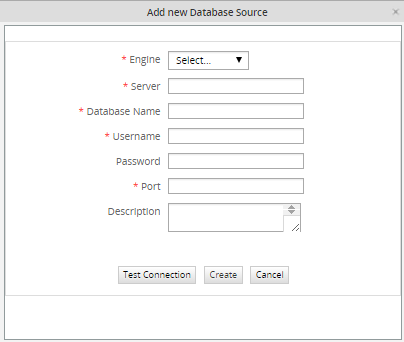 Add new Database Source ×
* Engine Select... ▼
* Server
* Database Name
* Username
Password
* Port
Description
Test Connection Create Cancel